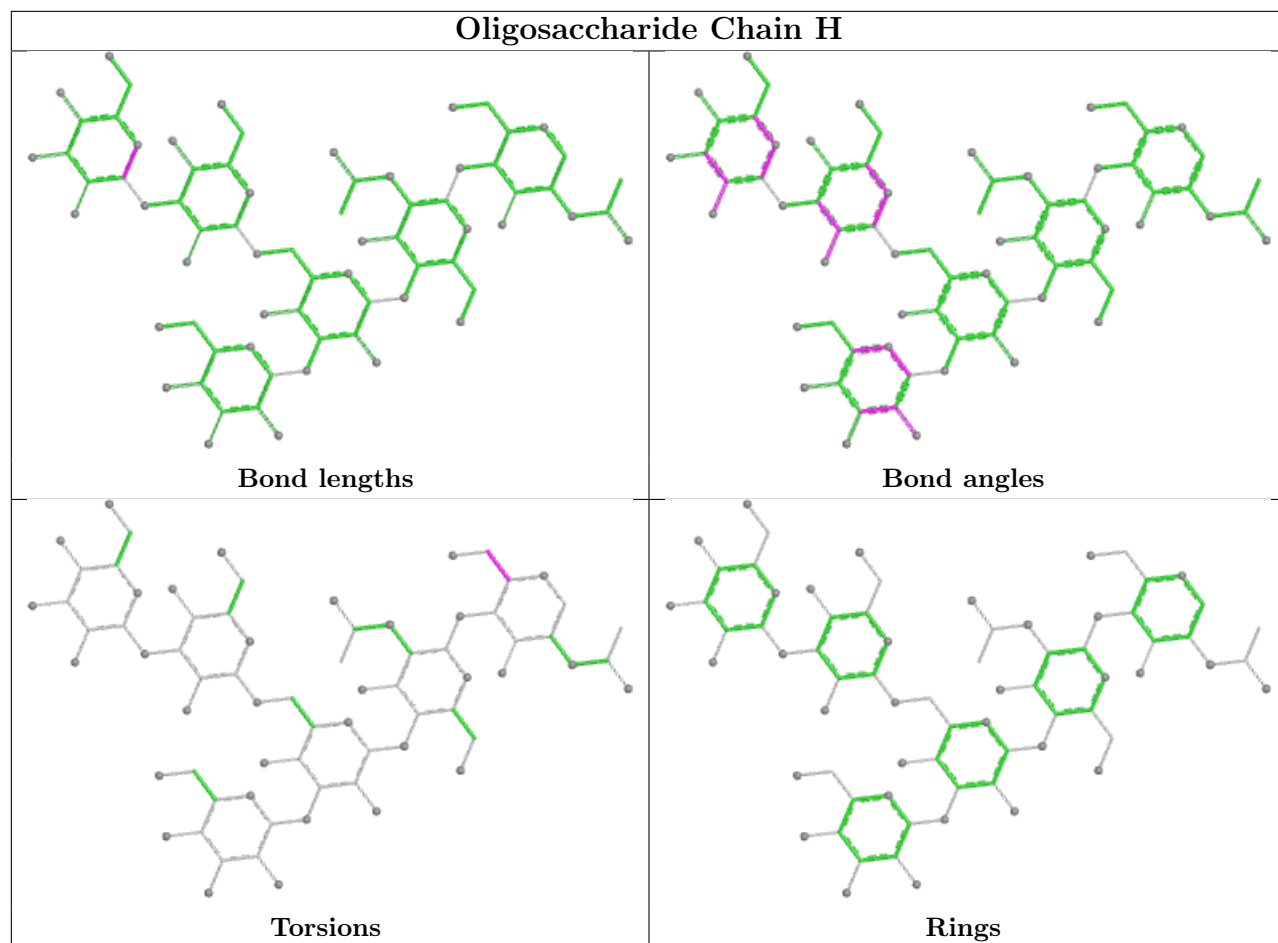 Oligosaccharide Chain H
Bond lengths
Bond angles
Torsions
Rings